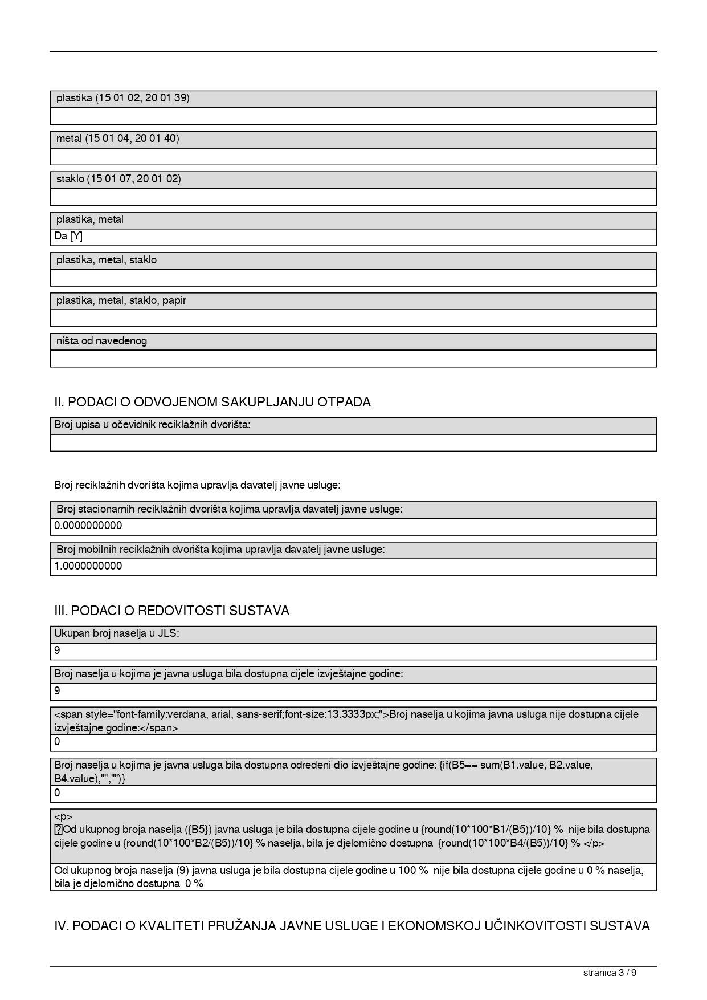 plastika (15 01 02, 20 01 39)
metal (15 01 04, 20 01 40)
staklo (15 01 07, 20 01 02)
plastika, metal
Da [Y]
plastika, metal, staklo
plastika, metal, staklo, papir
ništa od navedenog
II. PODACI O ODVOJENOM SAKUPLJANJU OTPADA
Broj upisa u očevidnik reciklažnih dvorišta:
Broj reciklažnih dvorišta kojima upravlja davatelj javne usluge:
Broj stacionarnih reciklažnih dvorišta kojima upravlja davatelj javne usluge:
0.0000000000
Broj mobilnih reciklažnih dvorišta kojima upravlja davatelj javne usluge:
1.0000000000
III. PODACI O REDOVITOSTI SUSTAVA
Ukupan broj naselja u JLS:
9
Broj naselja u kojima je javna usluga bila dostupna cijele izvještajne godine:
9
<span style="font-family:verdana, arial, sans-serif;font-size:13.3333px;">Broj naselja u kojima javna usluga nije dostupna cijele
izvještajne godine:</span>
0
Broj naselja u kojima je javna usluga bila dostupna određeni dio izvještajne godine: {if(B5== sum(B1.value, B2.value,
B4.value),"","")}
0
<p>
⍰Od ukupnog broja naselja ({B5}) javna usluga je bila dostupna cijele godine u {round(10*100*B1/(B5))/10} %  nije bila dostupna
cijele godine u {round(10*100*B2/(B5))/10} % naselja, bila je djelomično dostupna  {round(10*100*B4/(B5))/10} % </p>
Od ukupnog broja naselja (9) javna usluga je bila dostupna cijele godine u 100 %  nije bila dostupna cijele godine u 0 % naselja,
bila je djelomično dostupna  0 %
IV. PODACI O KVALITETI PRUŽANJA JAVNE USLUGE I EKONOMSKOJ UČINKOVITOSTI SUSTAVA
stranica 3 / 9